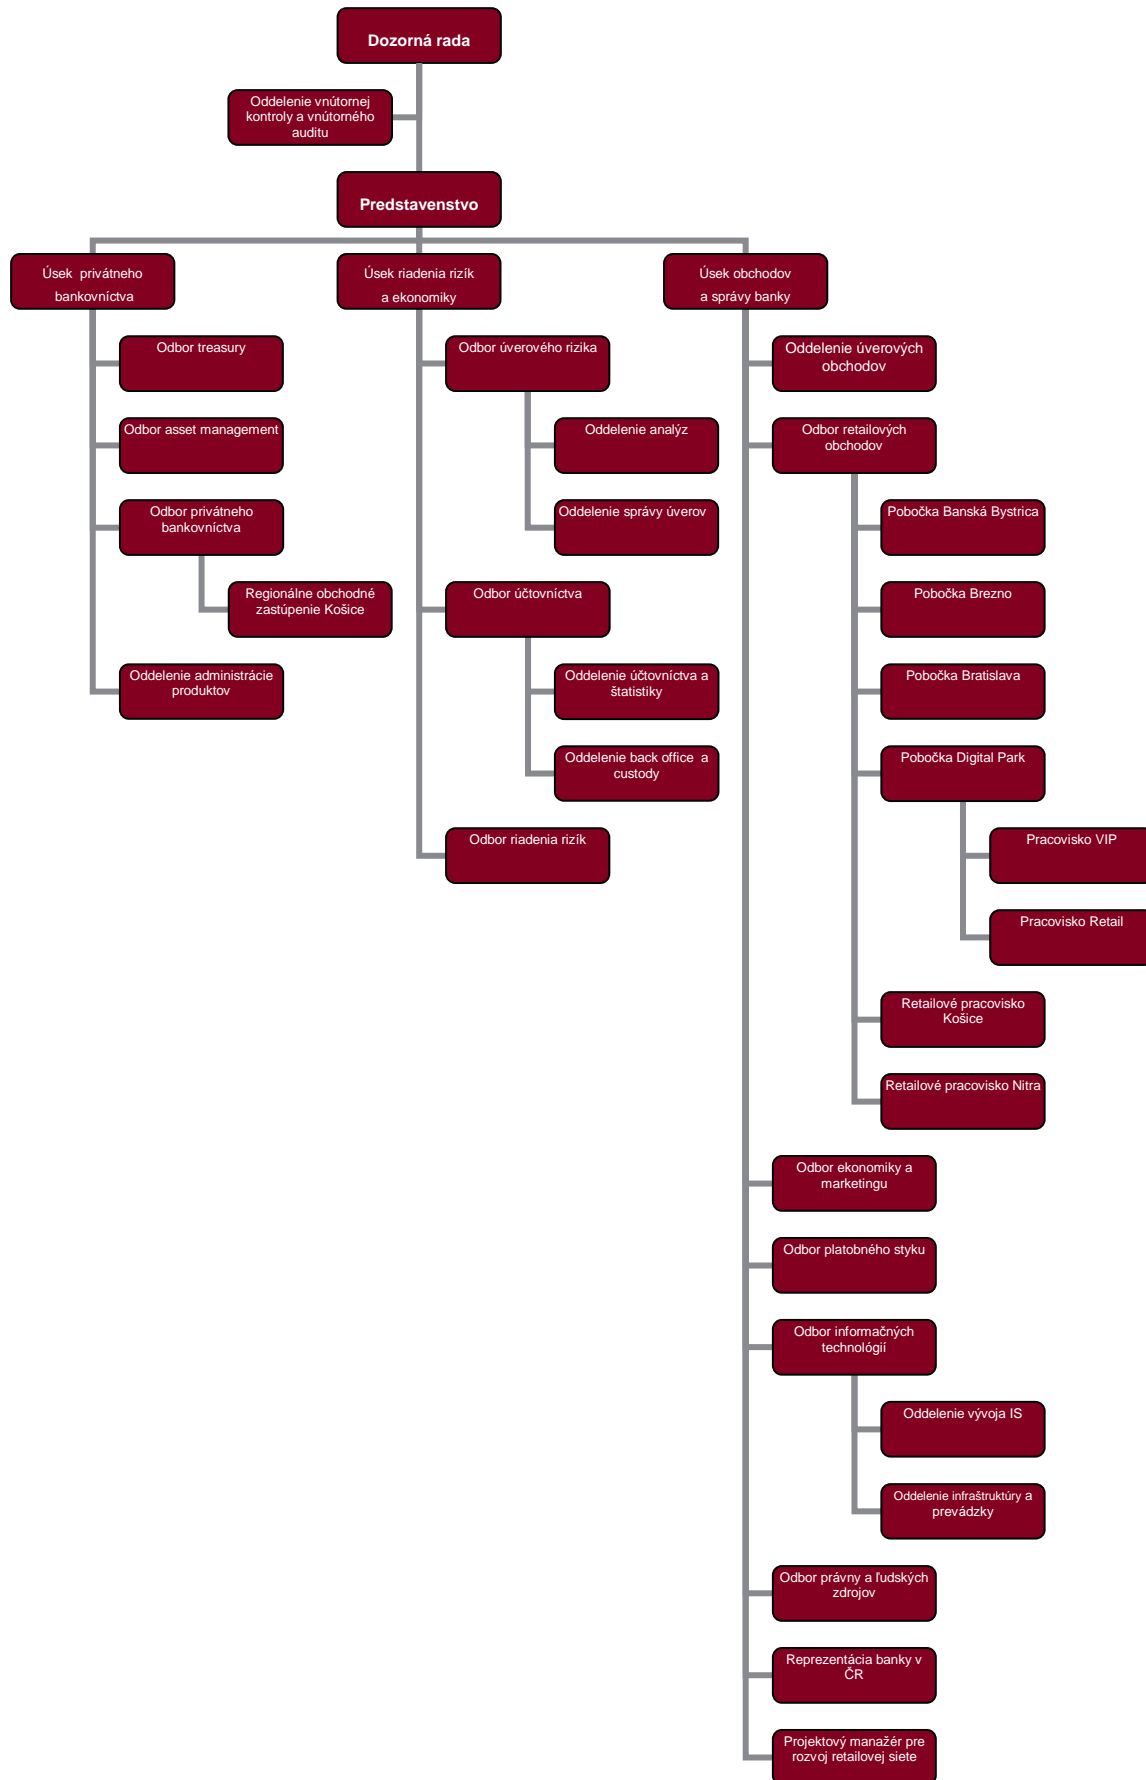 Dozorná rada
Oddelenie vnútornej
kontroly a vnútorného
auditu
Predstavenstvo
Úsek privátneho
bankovníctva
Odbor treasury
Odbor asset management
Odbor privátneho
bankovníctva
Regionálne obchodné
zastúpenie Košice
Oddelenie administrácie
produktov
Úsek riadenia rizík
a ekonomiky
Odbor úverového rizika
Oddelenie analýz
Oddelenie správy úverov
Odbor účtovníctva
Oddelenie účtovníctva a
štatistiky
Oddelenie back office a
custody
Odbor riadenia rizík
Úsek obchodov
a správy banky
Oddelenie úverových
obchodov
Odbor retailových
obchodov
Pobočka Banská Bystrica
Pobočka Brezno
Pobočka Bratislava
Pobočka Digital Park
Pracovisko VIP
Pracovisko Retail
Retailové pracovisko
Košice
Retailové pracovisko Nitra
Odbor ekonomiky a
marketingu
Odbor platobného styku
Odbor informačných
technológií
Oddelenie vývoja IS
Oddelenie infraštruktúry a
prevádzky
Odbor právny a ľudských
zdrojov
Reprezentácia banky v
ČR
Projektový manažér pre
rozvoj retailovej siete